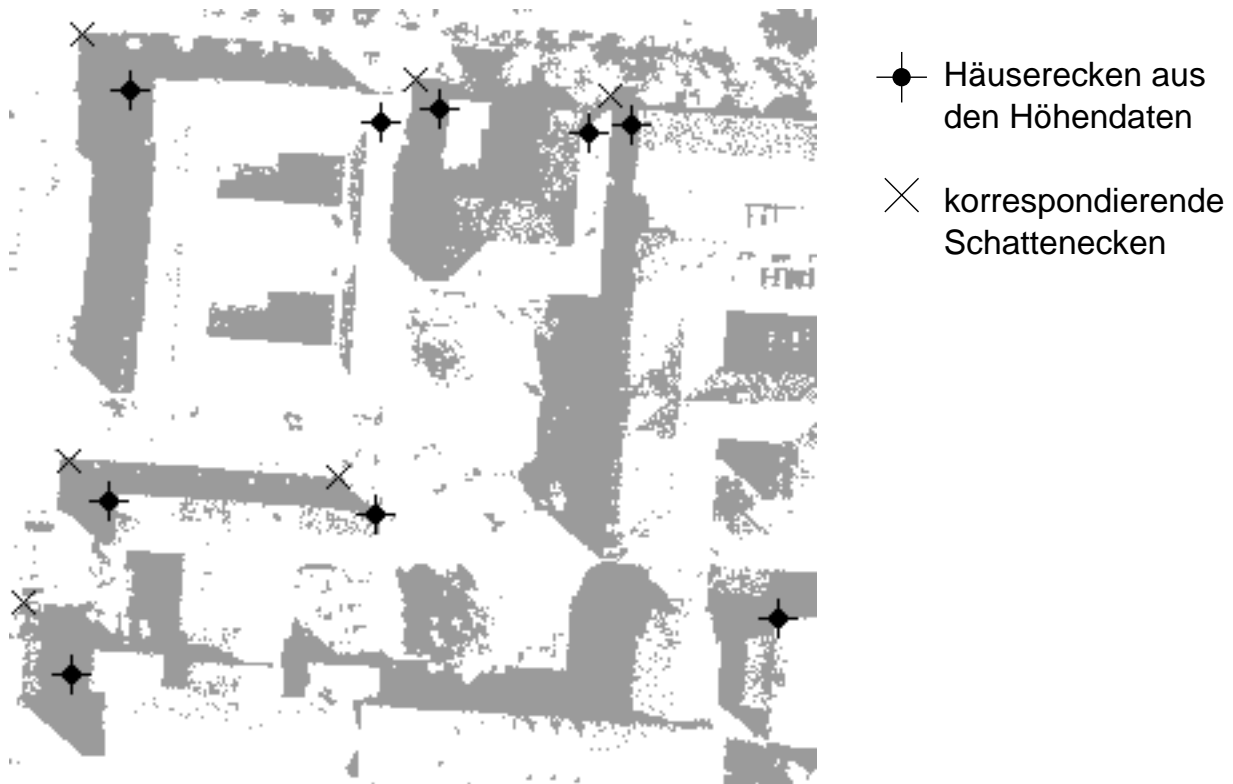 Häuserecken aus
den Höhendaten
korrespondierende
Schattenecken